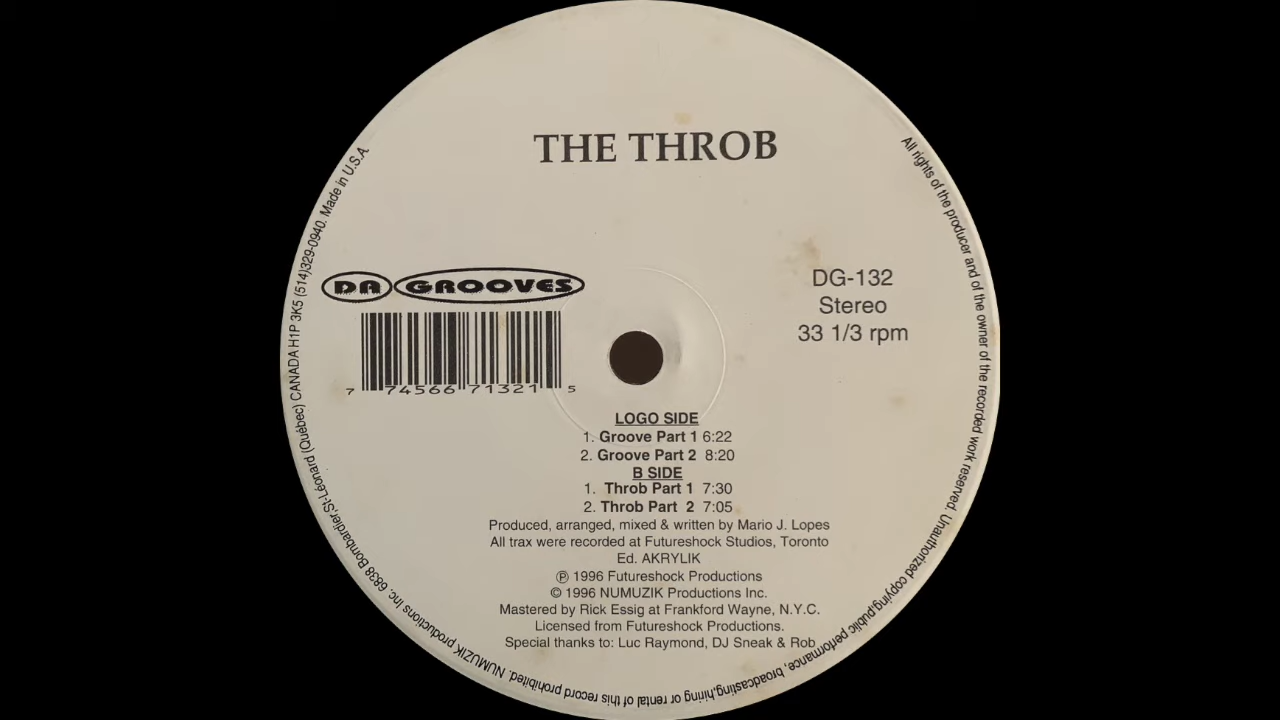 THE THROB
DA GROOVES
7 74566 71321 5
DG-132
Stereo
33 1/3 rpm
LOGO SIDE
1. Groove Part 1 6:22
2. Groove Part 2 8:20
B SIDE
1. Throb Part 1 7:30
2. Throb Part 2 7:05
Produced, arranged, mixed & written by Mario J. Lopes
All trax were recorded at Futureshock Studios, Toronto
Ed. AKRYLIK
℗ 1996 Futureshock Productions
© 1996 NUMUZIK Productions Inc.
Mastered by Rick Essig at Frankford Wayne, N.Y.C.
Licensed from Futureshock Productions.
Special thanks to: Luc Raymond, DJ Sneak & Rob
All rights of the producer and of the owner of the recorded work reserved. Unauthorized copying,public performance, broadcasting,hiring or rental of this record prohibited. NUMUZIK productions Inc. 6838 Bombardier,St-Léonard (Québec) CANADA H1P 3K5 (514)329-0940. Made in U.S.A.